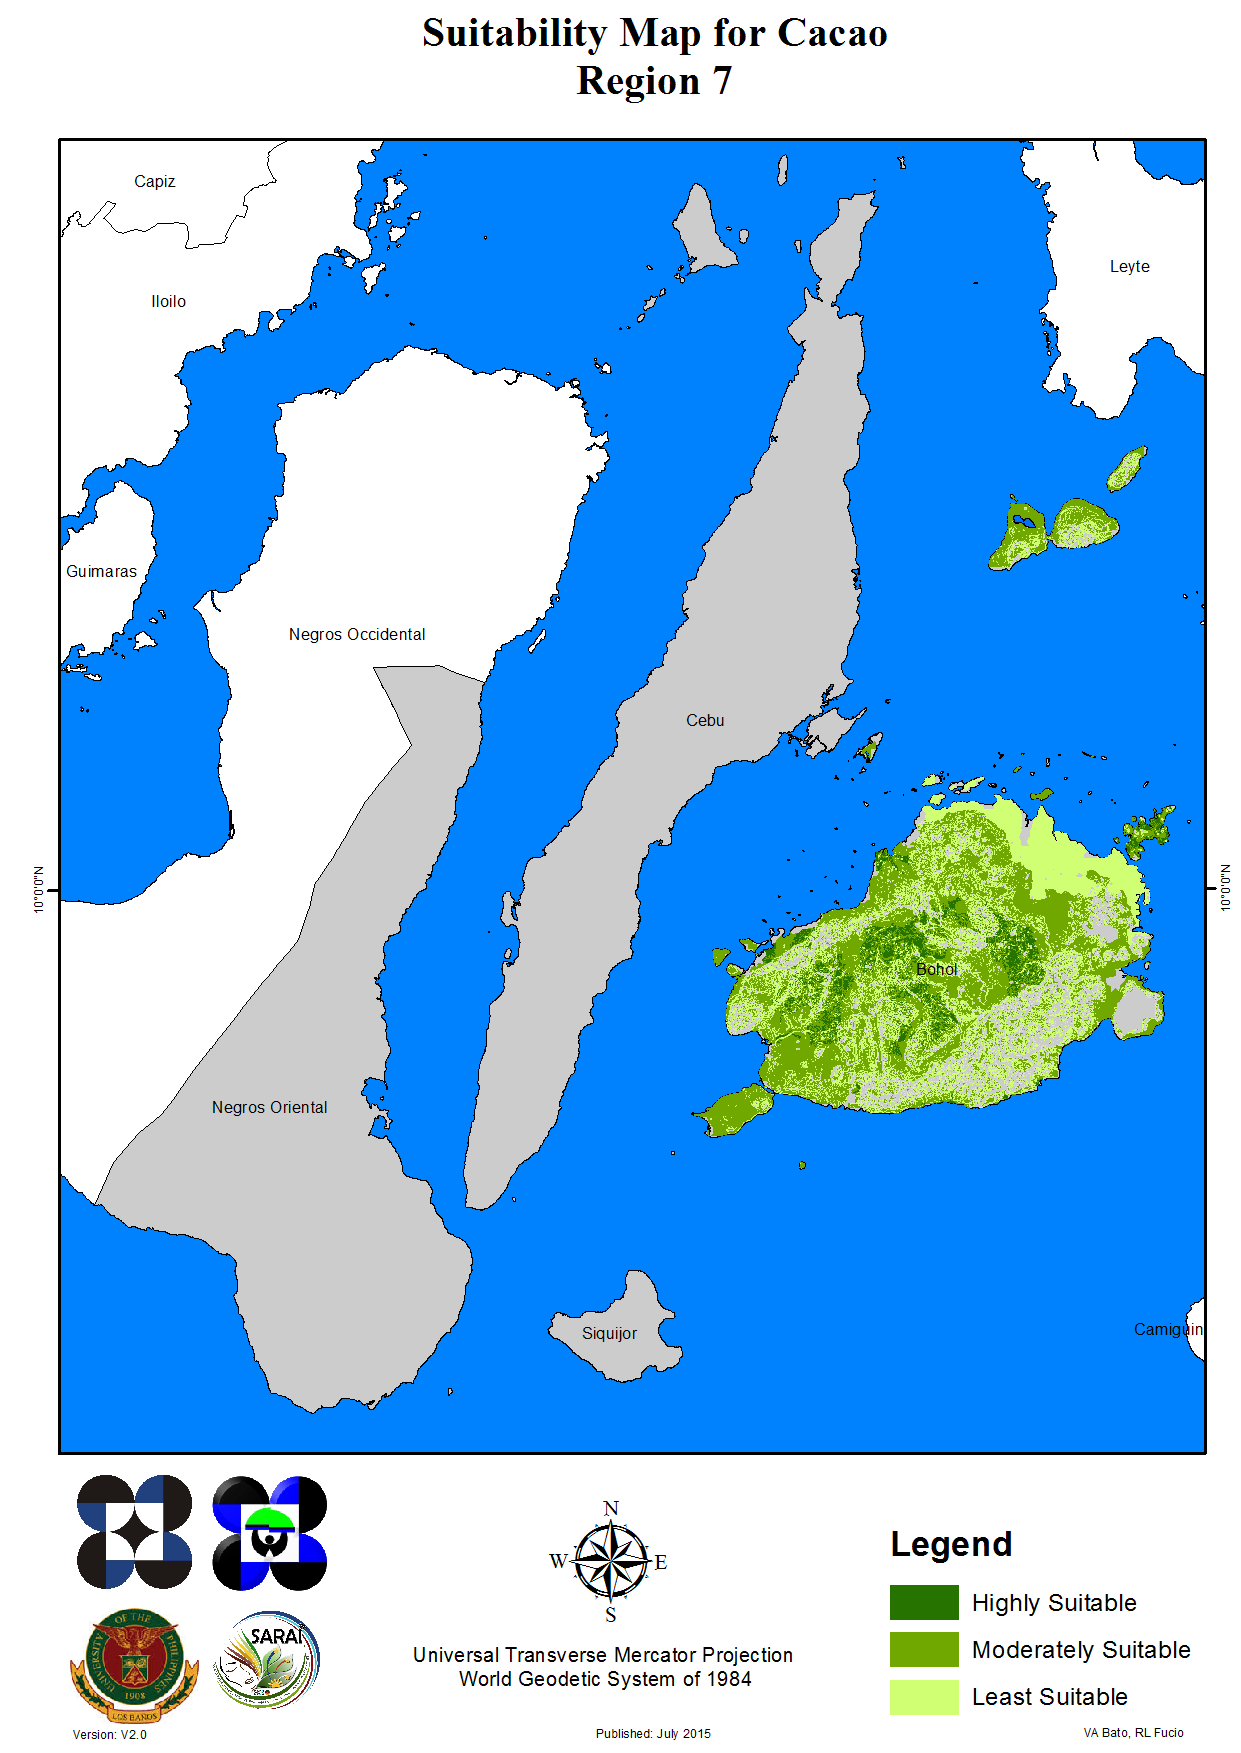 Suitability Map for Cacao
Region 7
Capiz
Leyte
Iloilo
Guimaras
Negros Occidental
Cebu
10°0'0"N
10°0'0"N
Bohol
Negros Oriental
Siquijor
Camiguin
N
W
E
S
Legend
Highly Suitable
Moderately Suitable
Least Suitable
UNIVERSITY OF THE PHILIPPINES
1908
LOS BAÑOS
SARAI
Universal Transverse Mercator Projection
World Geodetic System of 1984
Version: V2.0
Published: July 2015
VA Bato, RL Fucio